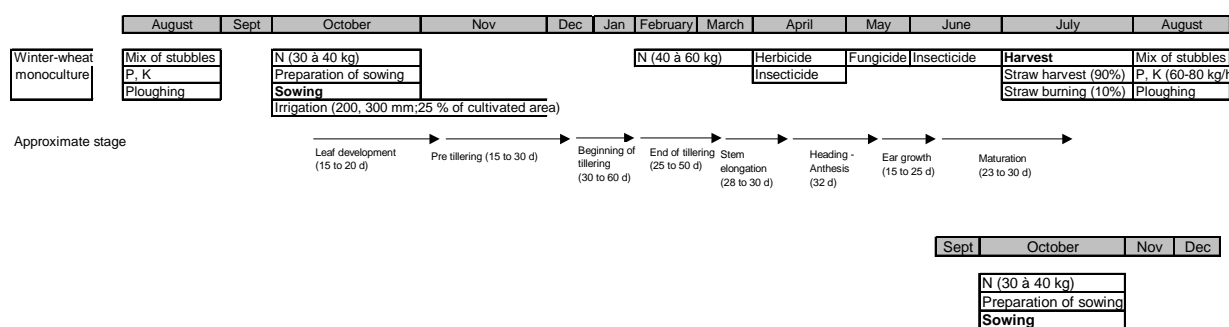 August Sept October Nov Dec Jan February March April May June July August
Winter-wheat monoculture
Mix of stubbles N (30 à 40 kg) N (40 à 60 kg) Herbicide Fungicide Insecticide Harvest Mix of stubbles
P, K Preparation of sowing Insecticide Straw harvest (90%) P, K (60-80 kg/h
Ploughing Sowing Straw burning (10%) Ploughing
Irrigation (200, 300 mm;25 % of cultivated area)
Approximate stage
Leaf development
(15 to 20 d)
Pre tillering (15 to 30 d)
Beginning of
tillering
(30 to 60 d)
End of tillering
(25 to 50 d)
Stem
elongation
(28 to 30 d)
Heading -
Anthesis
(32 d)
Ear growth
(15 to 25 d)
Maturation
(23 to 30 d)
Sept October Nov Dec
N (30 à 40 kg)
Preparation of sowing
Sowing